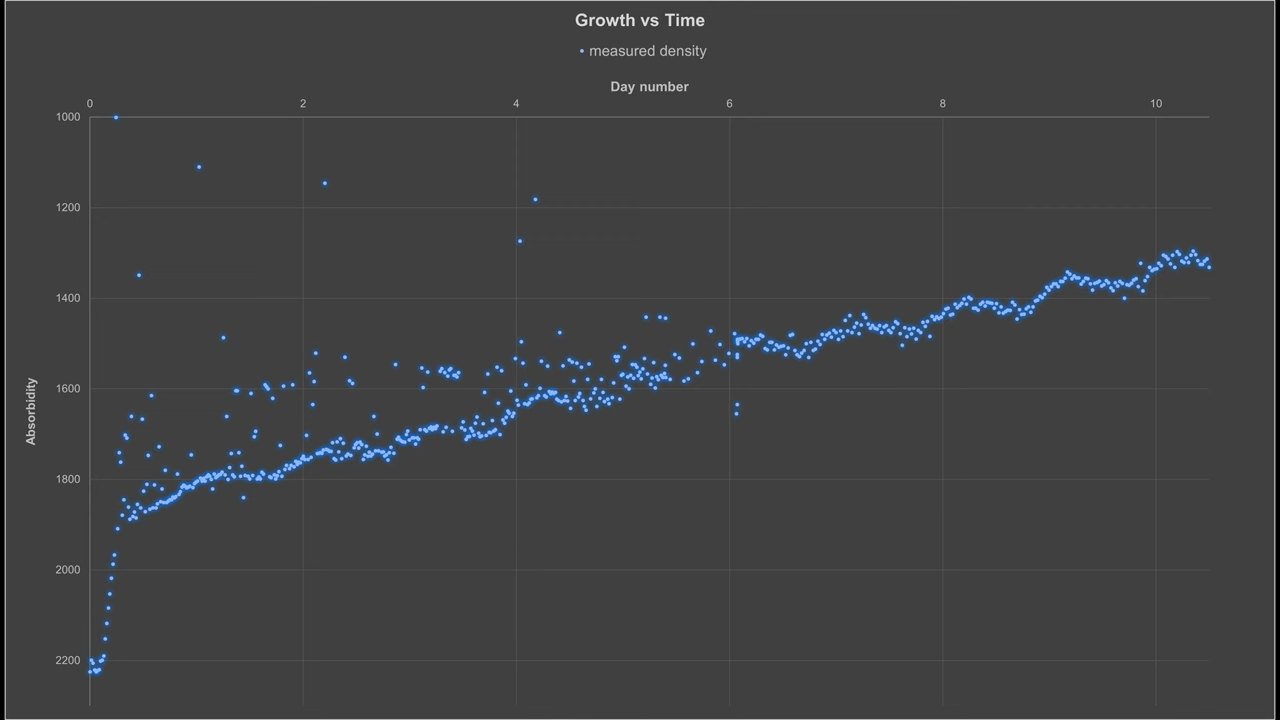 Growth vs Time
measured density
Day number
0 2 4 6 8 10
1000
1200
1400
1600
1800
2000
2200
Absorbidity